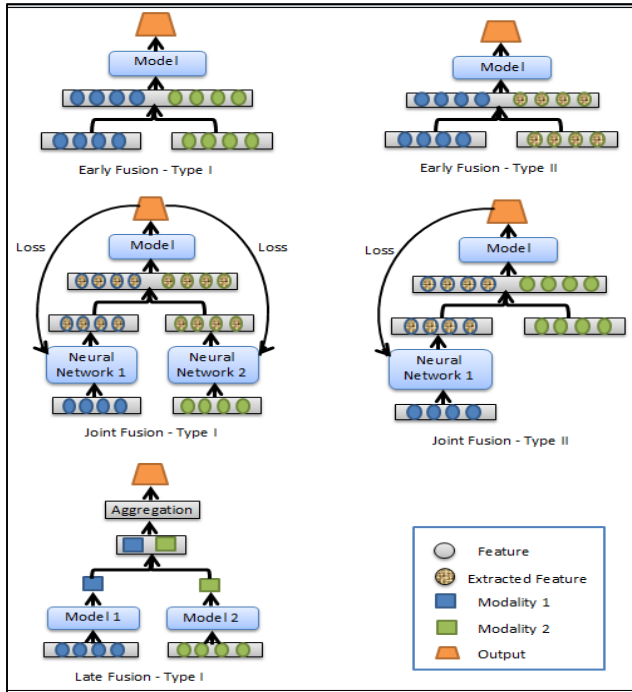 Model
Early Fusion - Type I
Model
Early Fusion - Type II
Loss
Model
Loss
Neural
Network 1
Neural
Network 2
Joint Fusion - Type I
Loss
Model
Neural
Network 1
Joint Fusion - Type II
Aggregation
Model 1
Model 2
Late Fusion - Type I
Feature
Extracted Feature
Modality 1
Modality 2
Output